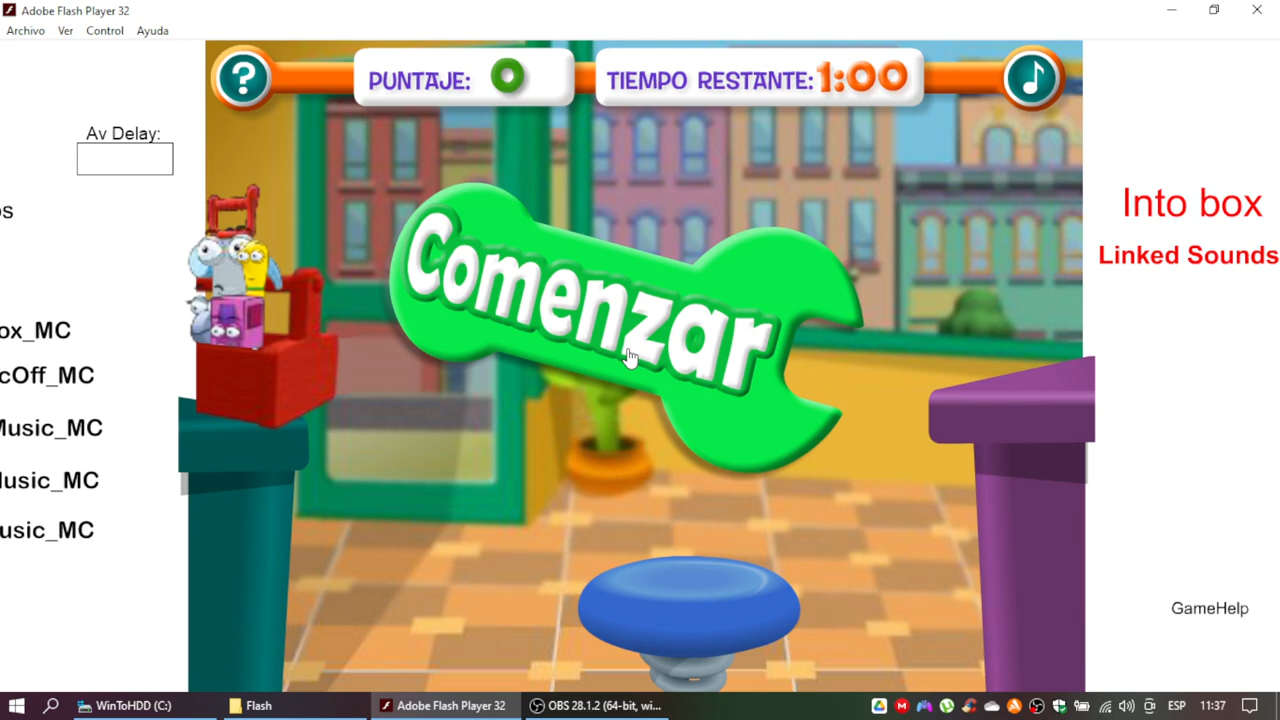 Adobe Flash Player 32
Archivo Ver Control Ayuda
? PUNTAJE: 0 TIEMPO RESTANTE: 1:00
Av Delay:
os
Into box
Linked Sounds
Comenzar
ox_MC
cOff_MC
Music_MC
Music_MC
usic_MC
GameHelp
WinToHDD (C:) Flash Adobe Flash Player 32 OBS 28.1.2 (64-bit, wi... ESP 11:37